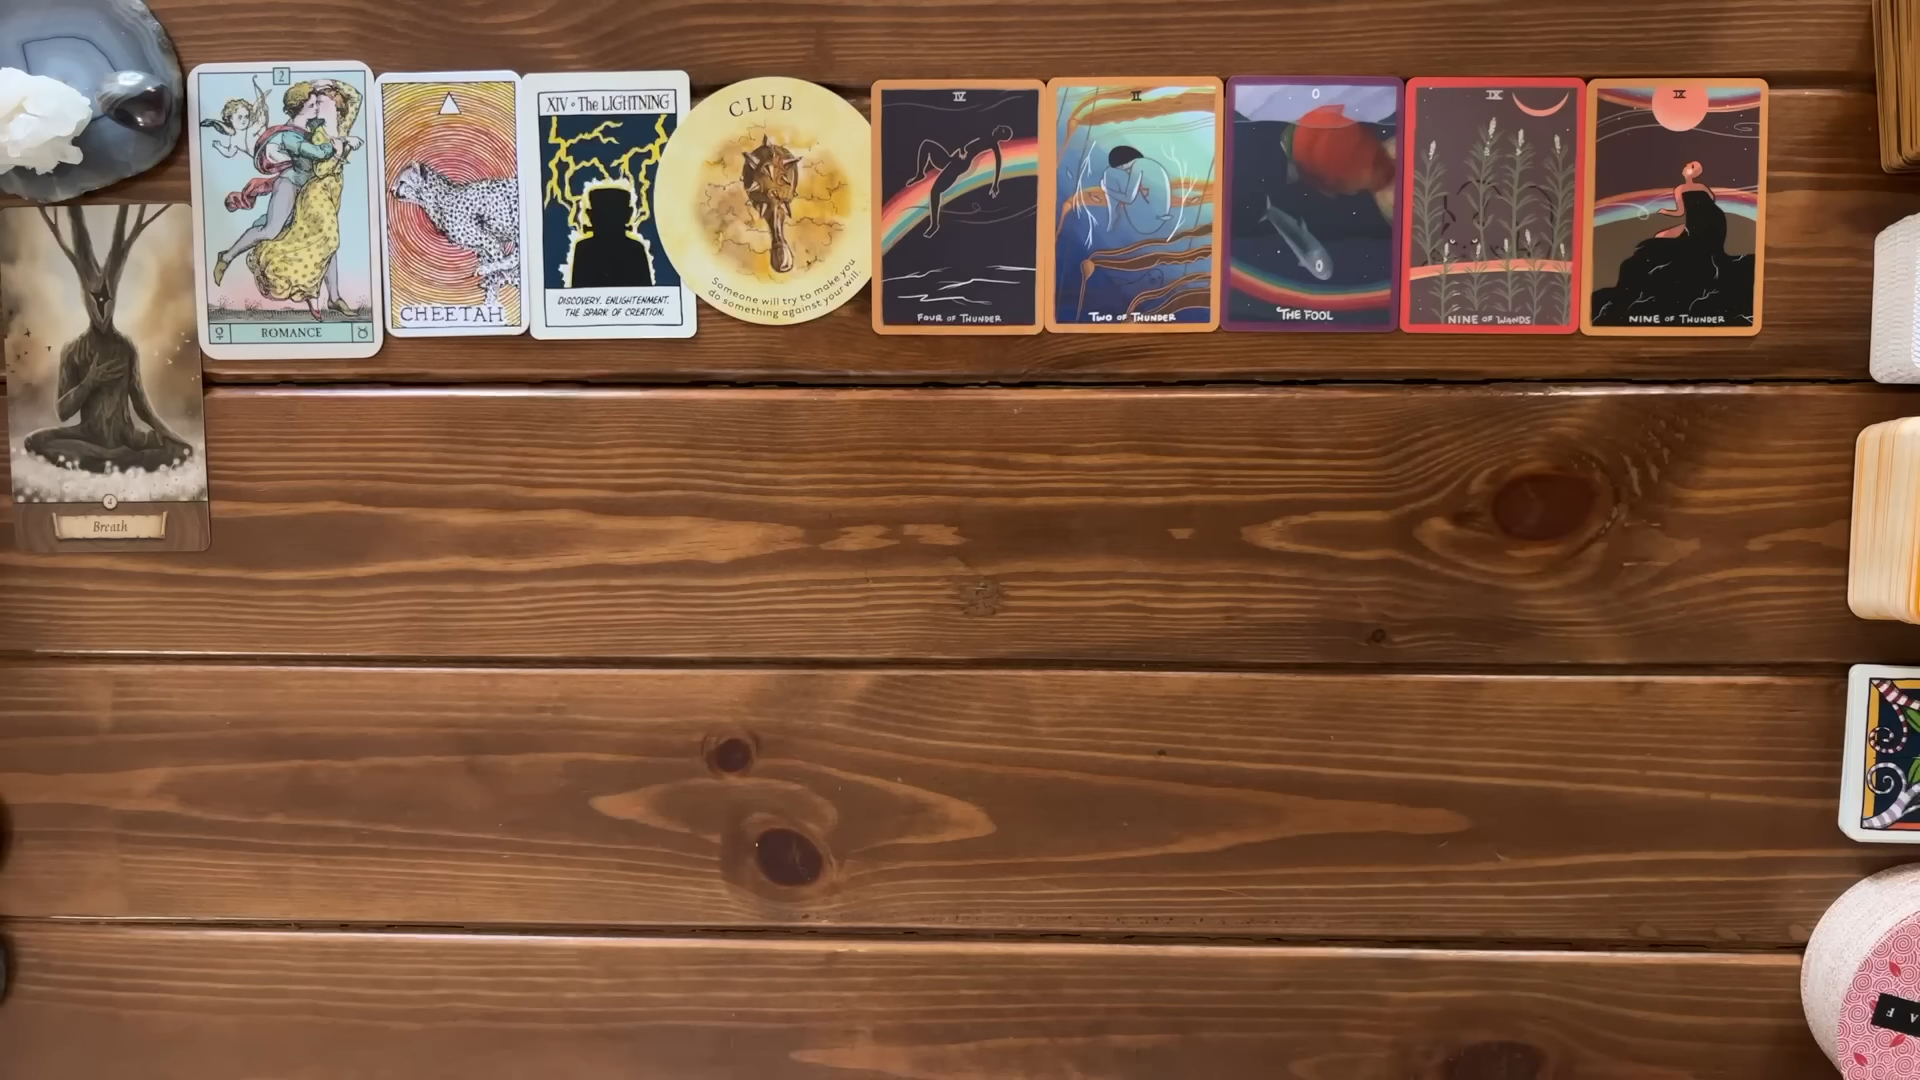 2
ROMANCE
CHEETAH
XIV • The LIGHTNING
DISCOVERY. ENLIGHTENMENT.
THE SPARK OF CREATION.
CLUB
Someone will try to make you
do something against your will.
IV
FOUR OF THUNDER
II
TWO OF THUNDER
0
0
THE FOOL
IX
NINE OF WANDS
IX
NINE OF THUNDER
4
Breath
F A